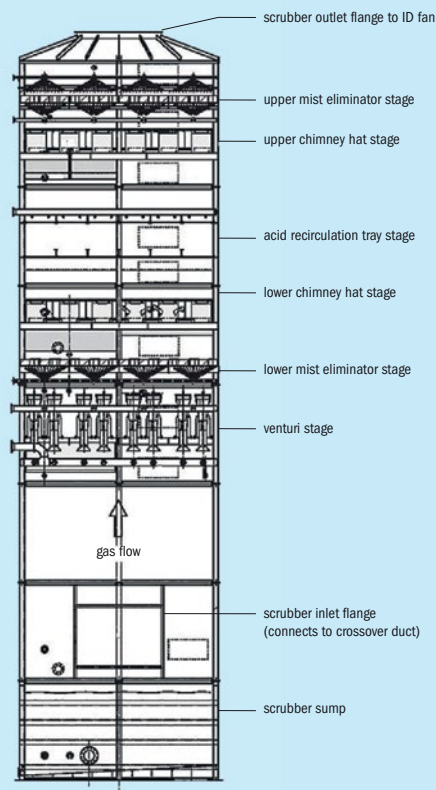 scrubber outlet flange to ID fan
upper mist eliminator stage
upper chimney hat stage
acid recirculation tray stage
lower chimney hat stage
lower mist eliminator stage
venturi stage
gas flow
scrubber inlet flange
(connects to crossover duct)
scrubber sump